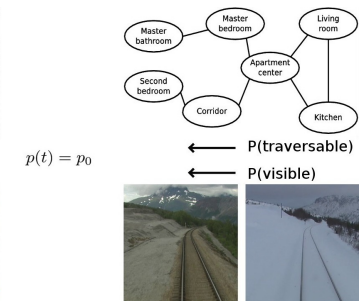 Master
bathroom
Master
bedroom
Living
room
Apartment
center
Second
bedroom
Corridor
Kitchen
P(traversable)
p(t) = p₀
P(visible)